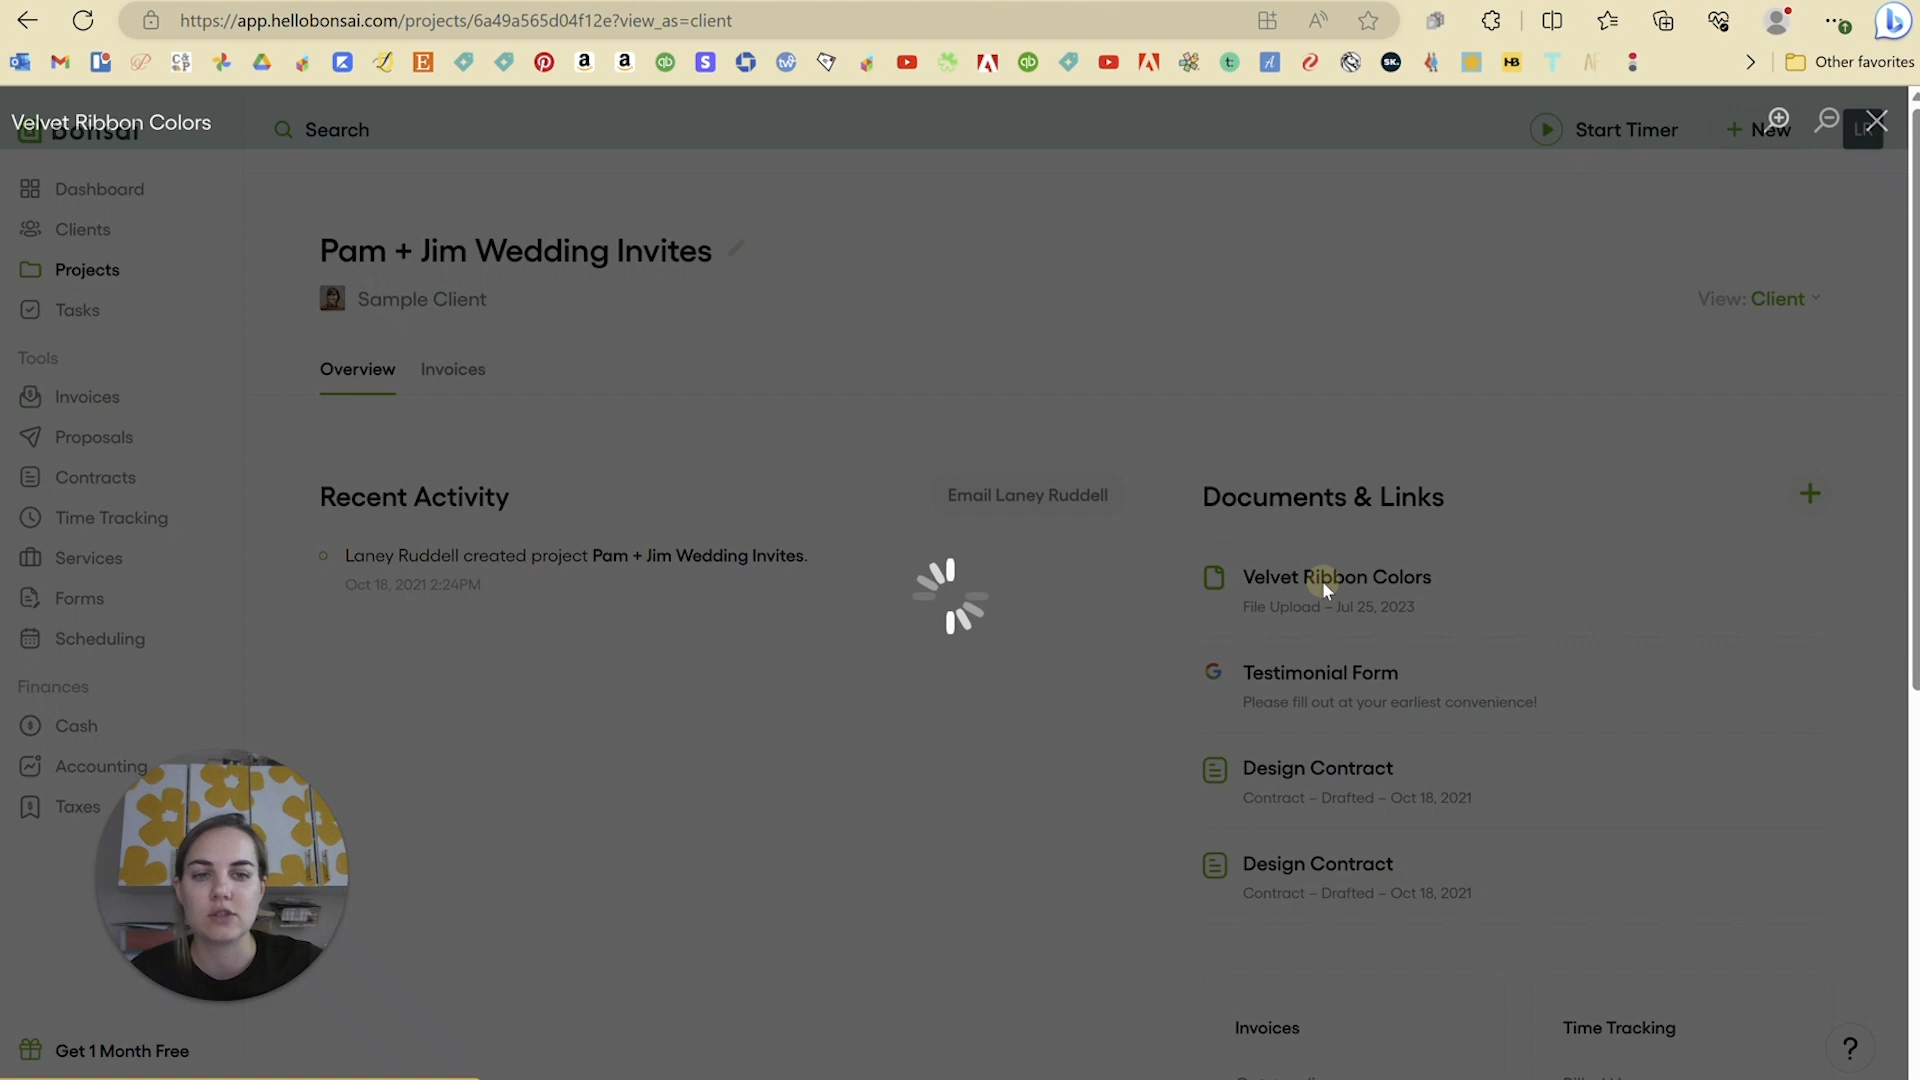 https://app.hellobonsai.com/projects/6a49a565d04f12e?view_as=client
Other favorites
Velvet Ribbon Colors
bonsai
Search
Start Timer
+ New
LR
Dashboard
Clients
Projects
Tasks
Tools
Invoices
Proposals
Contracts
Time Tracking
Services
Forms
Scheduling
Finances
Cash
Accounting
Taxes
Get 1 Month Free
Pam + Jim Wedding Invites
Sample Client
View: Client
Overview
Invoices
Recent Activity
Email Laney Ruddell
Laney Ruddell created project Pam + Jim Wedding Invites.
Oct 18, 2021 2:24PM
Documents & Links
Velvet Ribbon Colors
File Upload – Jul 25, 2023
Testimonial Form
Please fill out at your earliest convenience!
Design Contract
Contract – Drafted – Oct 18, 2021
Design Contract
Contract – Drafted – Oct 18, 2021
Invoices
Time Tracking
?